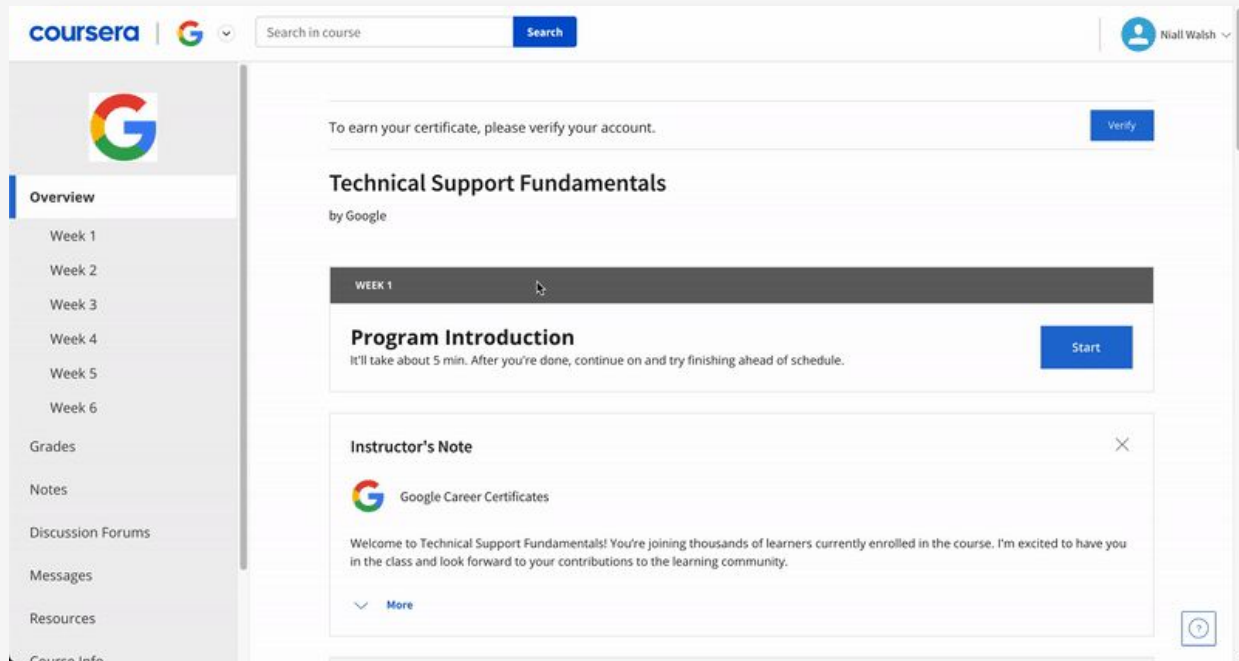 coursera
Search in course
Search
Niall Walsh
To earn your certificate, please verify your account.
Verify
Technical Support Fundamentals
by Google
Overview
Week 1
Week 2
Week 3
Week 4
Week 5
Week 6
Grades
Notes
Discussion Forums
Messages
Resources
Course Info
WEEK 1
Program Introduction
It'll take about 5 min. After you're done, continue on and try finishing ahead of schedule.
Start
Instructor's Note
Google Career Certificates
Welcome to Technical Support Fundamentals! You're joining thousands of learners currently enrolled in the course. I'm excited to have you
in the class and look forward to your contributions to the learning community.
More